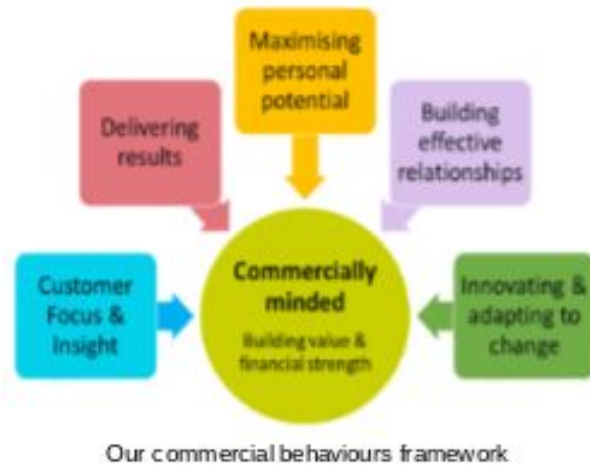 Maximising
personal
potential
Delivering
results
Building
effective
relationships
Customer
Focus &
Insight
Commercially
minded
Building value &
financial strength
Innovating &
adapting to
change
Our commercial behaviours framework